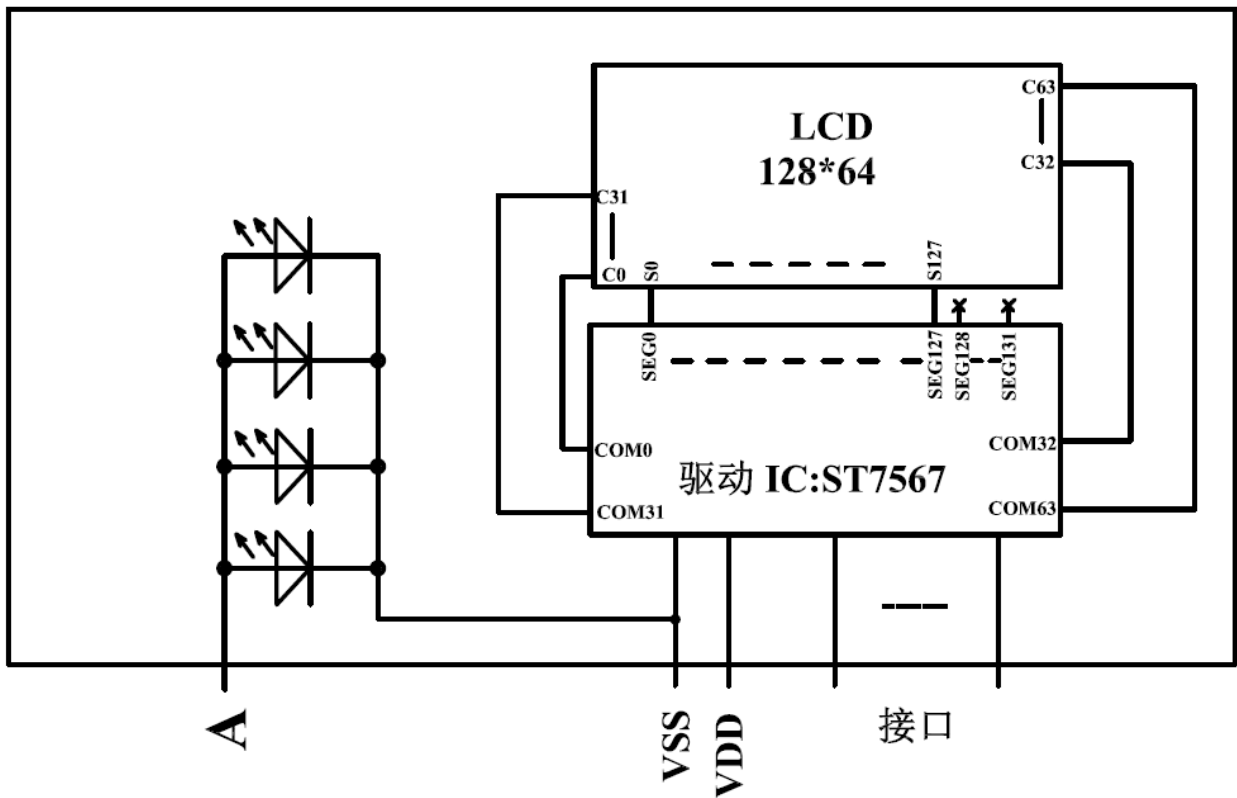 C63
LCD
128*64
C32
C31
C0
S0
S127
SEG0
SEG127
SEG128
SEG131
COM0
COM32
驱动 IC:ST7567
COM31
COM63
A
VSS
VDD
接口